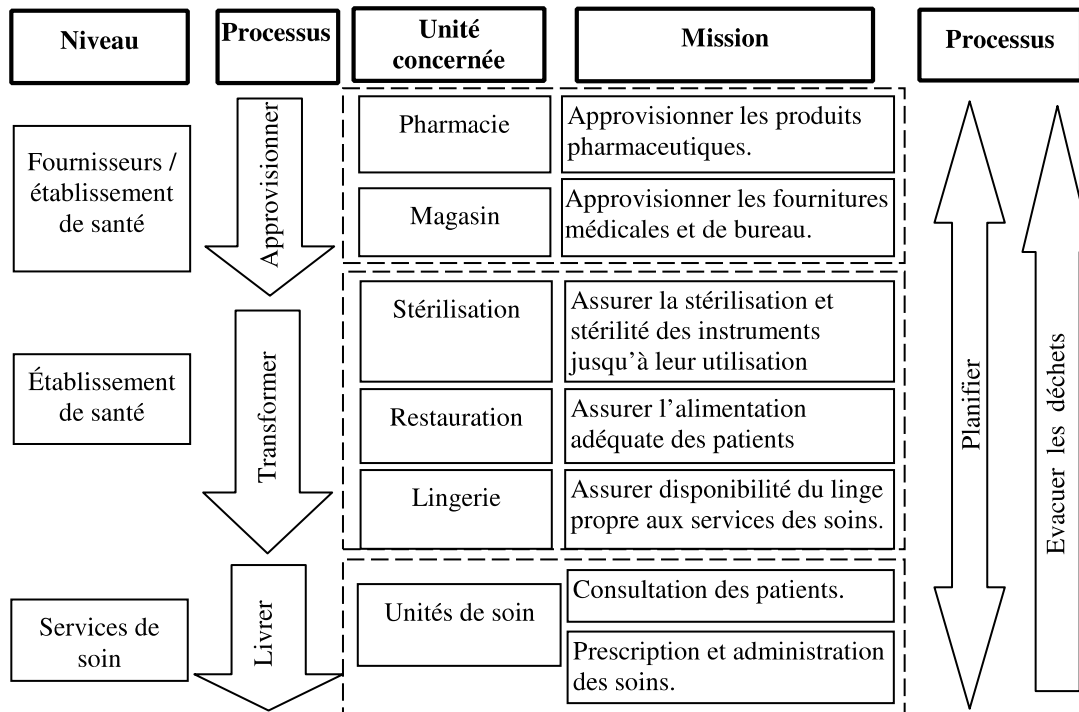 Niveau
Processus
Unité
concernée
Mission
Processus
Fournisseurs /
établissement
de santé
Approvisionner
Pharmacie
Approvisionner les produits
pharmaceutiques.
Magasin
Approvisionner les fournitures
médicales et de bureau.
Établissement
de santé
Transformer
Stérilisation
Assurer la stérilisation et
stérilité des instruments
jusqu’à leur utilisation
Restauration
Assurer l’alimentation
adéquate des patients
Lingerie
Assurer disponibilité du linge
propre aux services des soins.
Services de
soin
Livrer
Unités de soin
Consultation des patients.
Prescription et administration
des soins.
Planifier
Evacuer les déchets